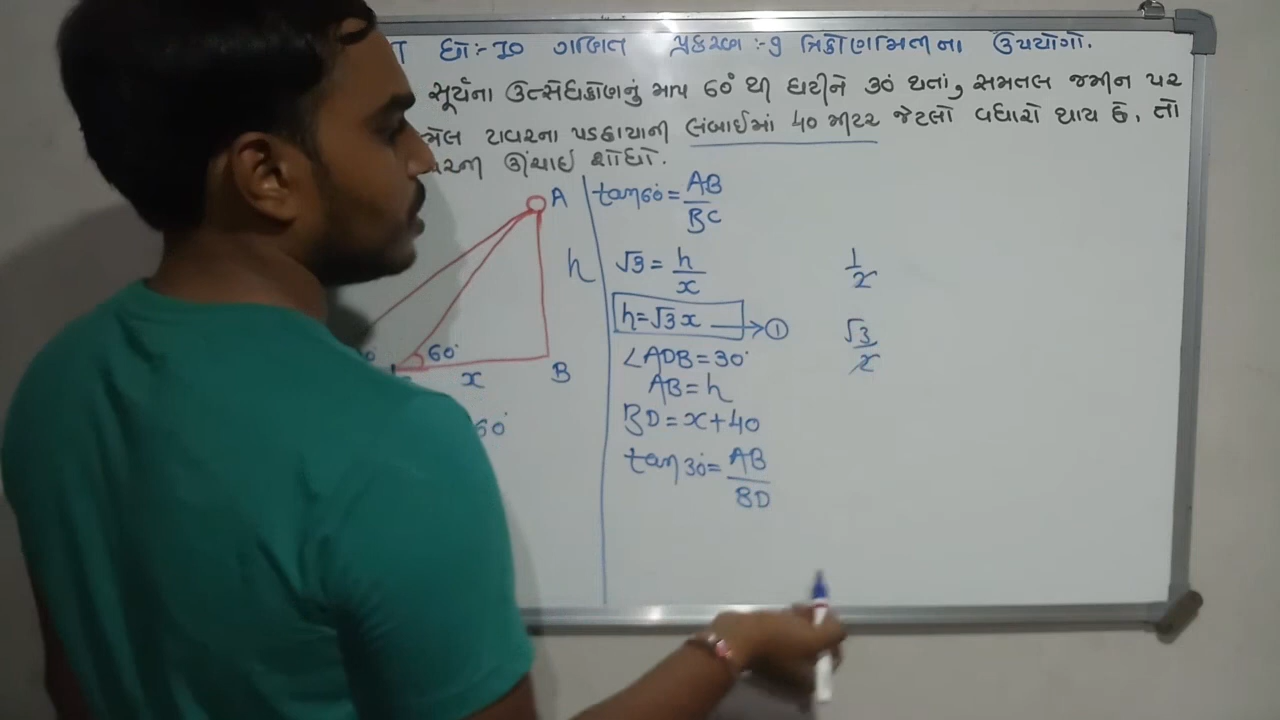 ધો:-10 ગણિત પ્રકરણ :- 9 ત્રિકોણમિતીના ઉપયોગો.
સૂર્યના ઉત્સેધકોણનું માપ 60° થી ઘટીને 30 થતાં, સમતલ જમીન પર
ટાવરના પડછાયાની લંબાઈમાં 40 મીટર જેટલો વધારો થાય છે. તો
ઊંચાઈ શોધો.
A
h
60°
x
B
60°
tan60° = AB/BC
√3 = h/x
h=√3x → ①
∠ADB=30°
AB=h
BD=x+40
tan30° = AB/BD
1/x
√3/x